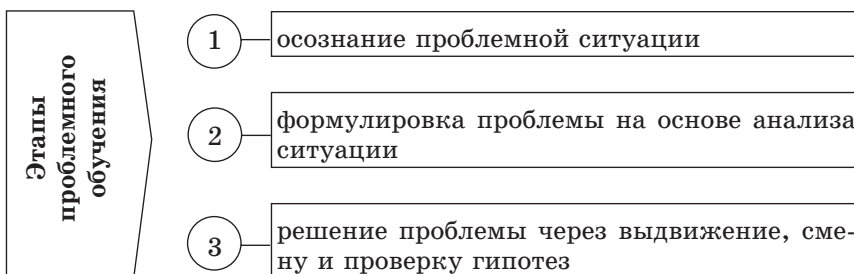 Этапы
проблемного
обучения
1
осознание проблемной ситуации
2
формулировка проблемы на основе анализа
ситуации
3
решение проблемы через выдвижение, сме-
ну и проверку гипотез